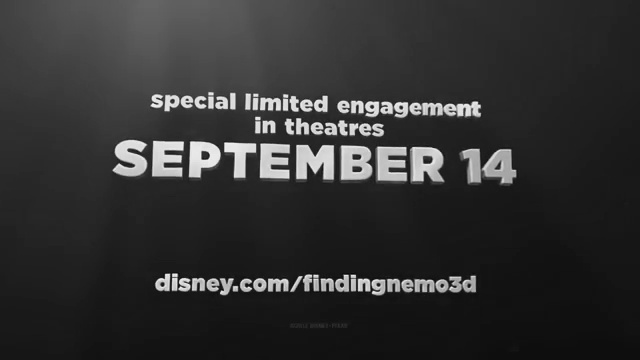 special limited engagement
in theatres
SEPTEMBER 14
disney.com/findingnemo3d